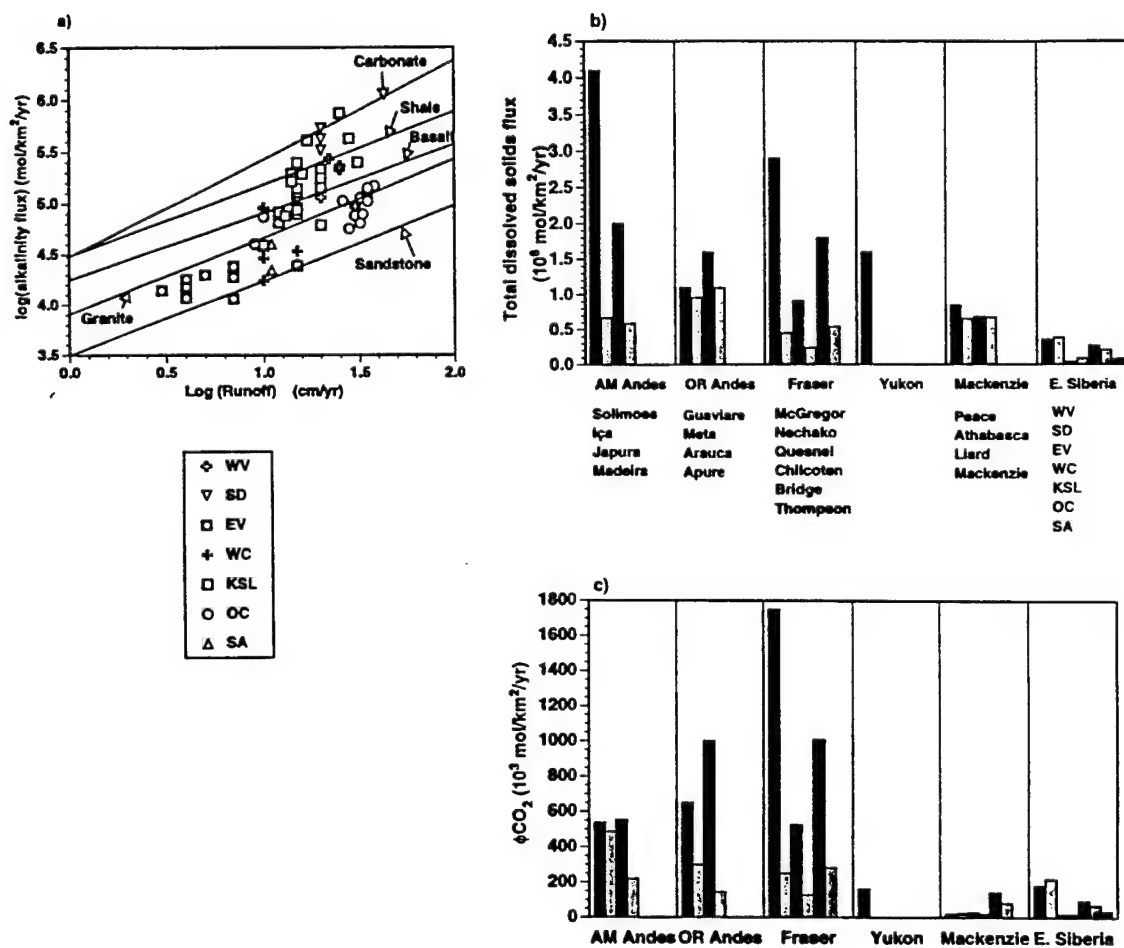 a)
6.5
6.0
5.5
5.0
4.5
4.0
3.5
log(alkalinity flux) (mol/km²/yr)
Carbonate
Shale
Basalt
Sandstone
Granite
0.0 0.5 1.0 1.5 2.0
Log (Runoff) (cm/yr)
WV
SD
EV
WC
KSL
OC
SA
b)
4.5
4.0
3.5
3.0
2.5
2.0
1.5
1.0
0.5
0.0
Total dissolved solids flux
(10⁶ mol/km²/yr)
AM Andes OR Andes Fraser Yukon Mackenzie E. Siberia
Solimoes
Iça
Japura
Madeira
Guaviare
Meta
Arauca
Apure
McGregor
Nechako
Quesnel
Chilcoten
Bridge
Thompson
Peace
Athabasca
Liard
Mackenzie
WV
SD
EV
WC
KSL
OC
SA
c)
1800
1600
1400
1200
1000
800
600
400
200
0
ϕCO₂ (10³ mol/km²/yr)
AM Andes OR Andes Fraser Yukon Mackenzie E. Siberia